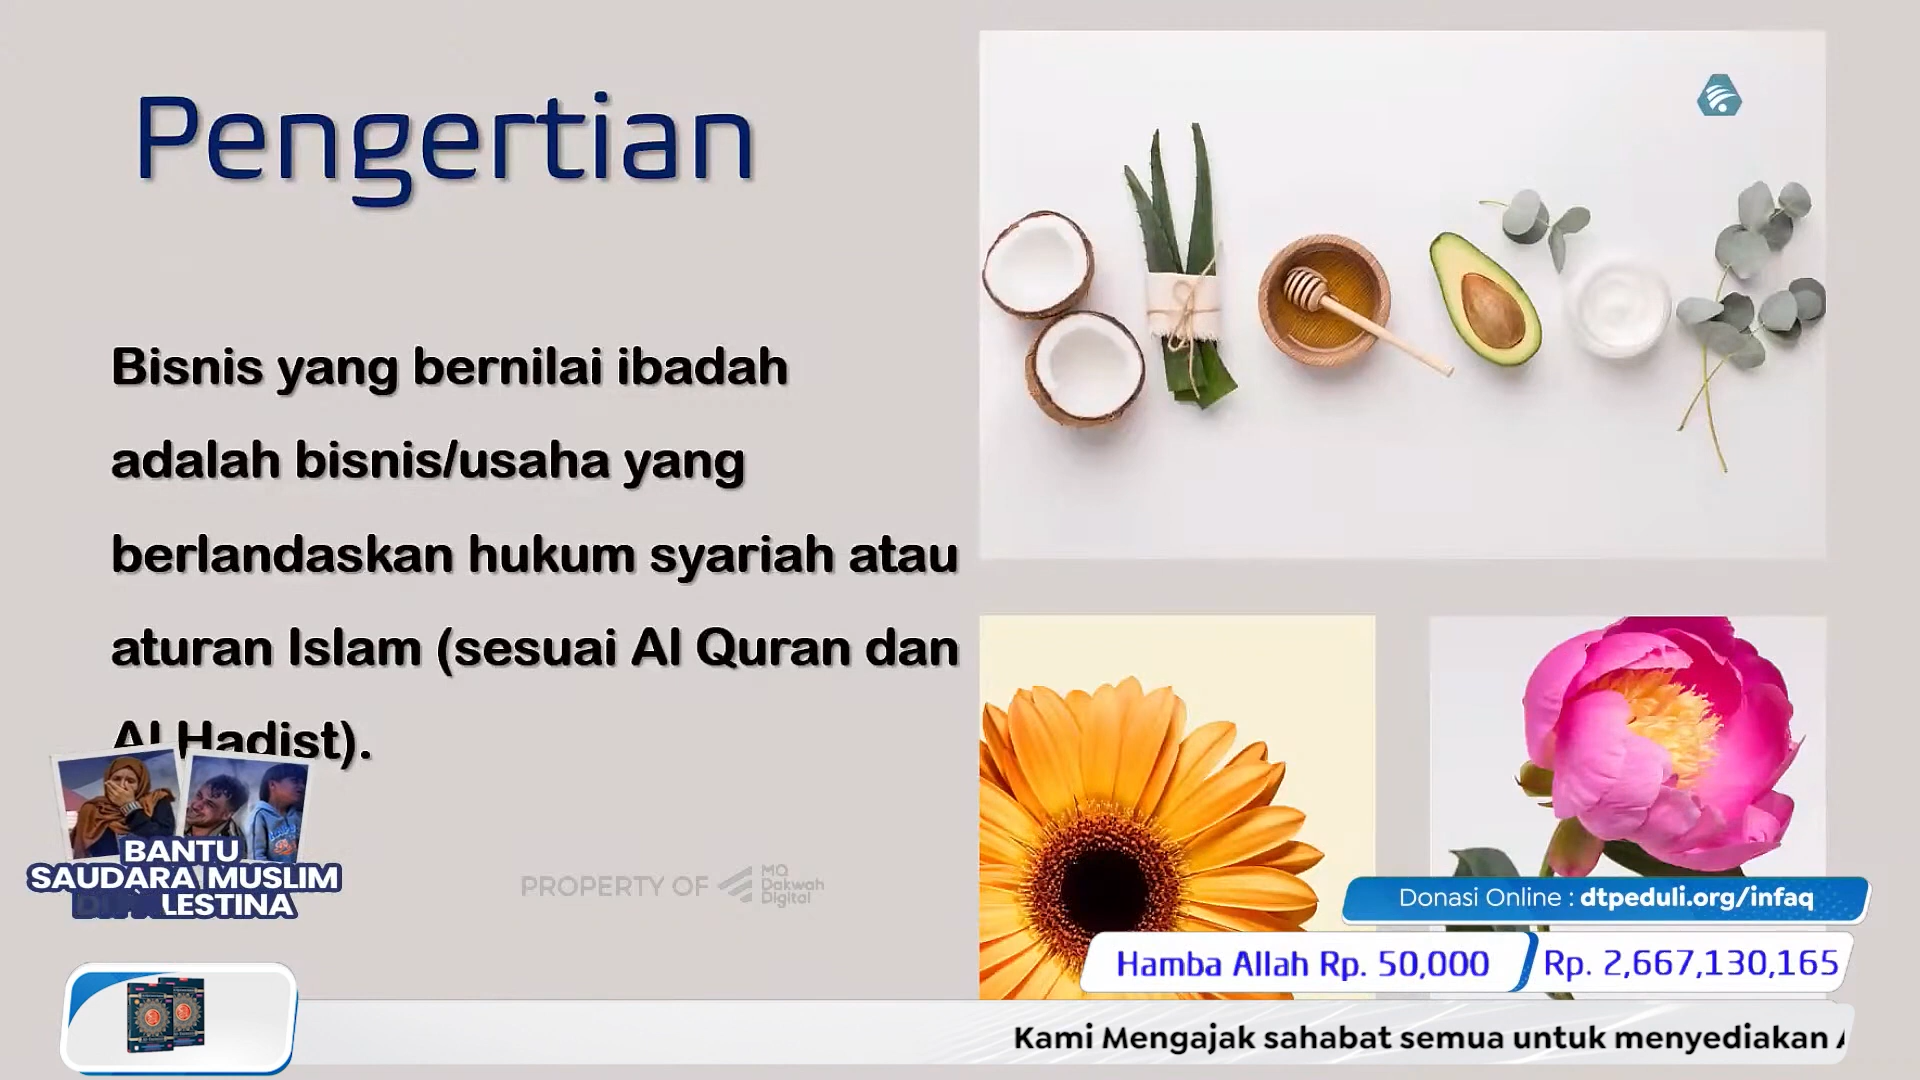 Pengertian
Bisnis yang bernilai ibadah
adalah bisnis/usaha yang
berlandaskan hukum syariah atau
aturan Islam (sesuai Al Quran dan
Al Hadist).
BANTU
SAUDARA MUSLIM
LESTINA
PROPERTY OF
MQ
Dakwah
Digital
Donasi Online : dtpeduli.org/infaq
Hamba Allah Rp. 50,000
Rp. 2,667,130,165
Kami Mengajak sahabat semua untuk menyediakan